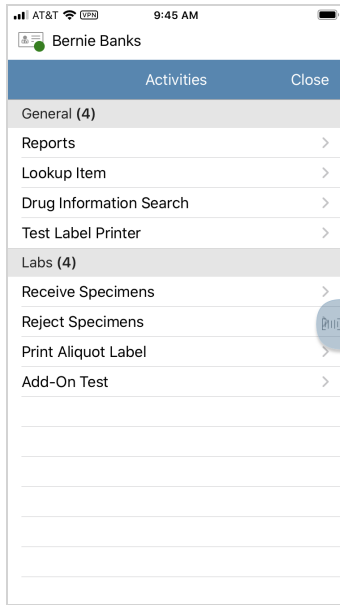 AT&T VPN 9:45 AM
Bernie Banks
Activities Close
General (4)
Reports
Lookup Item
Drug Information Search
Test Label Printer
Labs (4)
Receive Specimens
Reject Specimens
Print Aliquot Label
Add-On Test